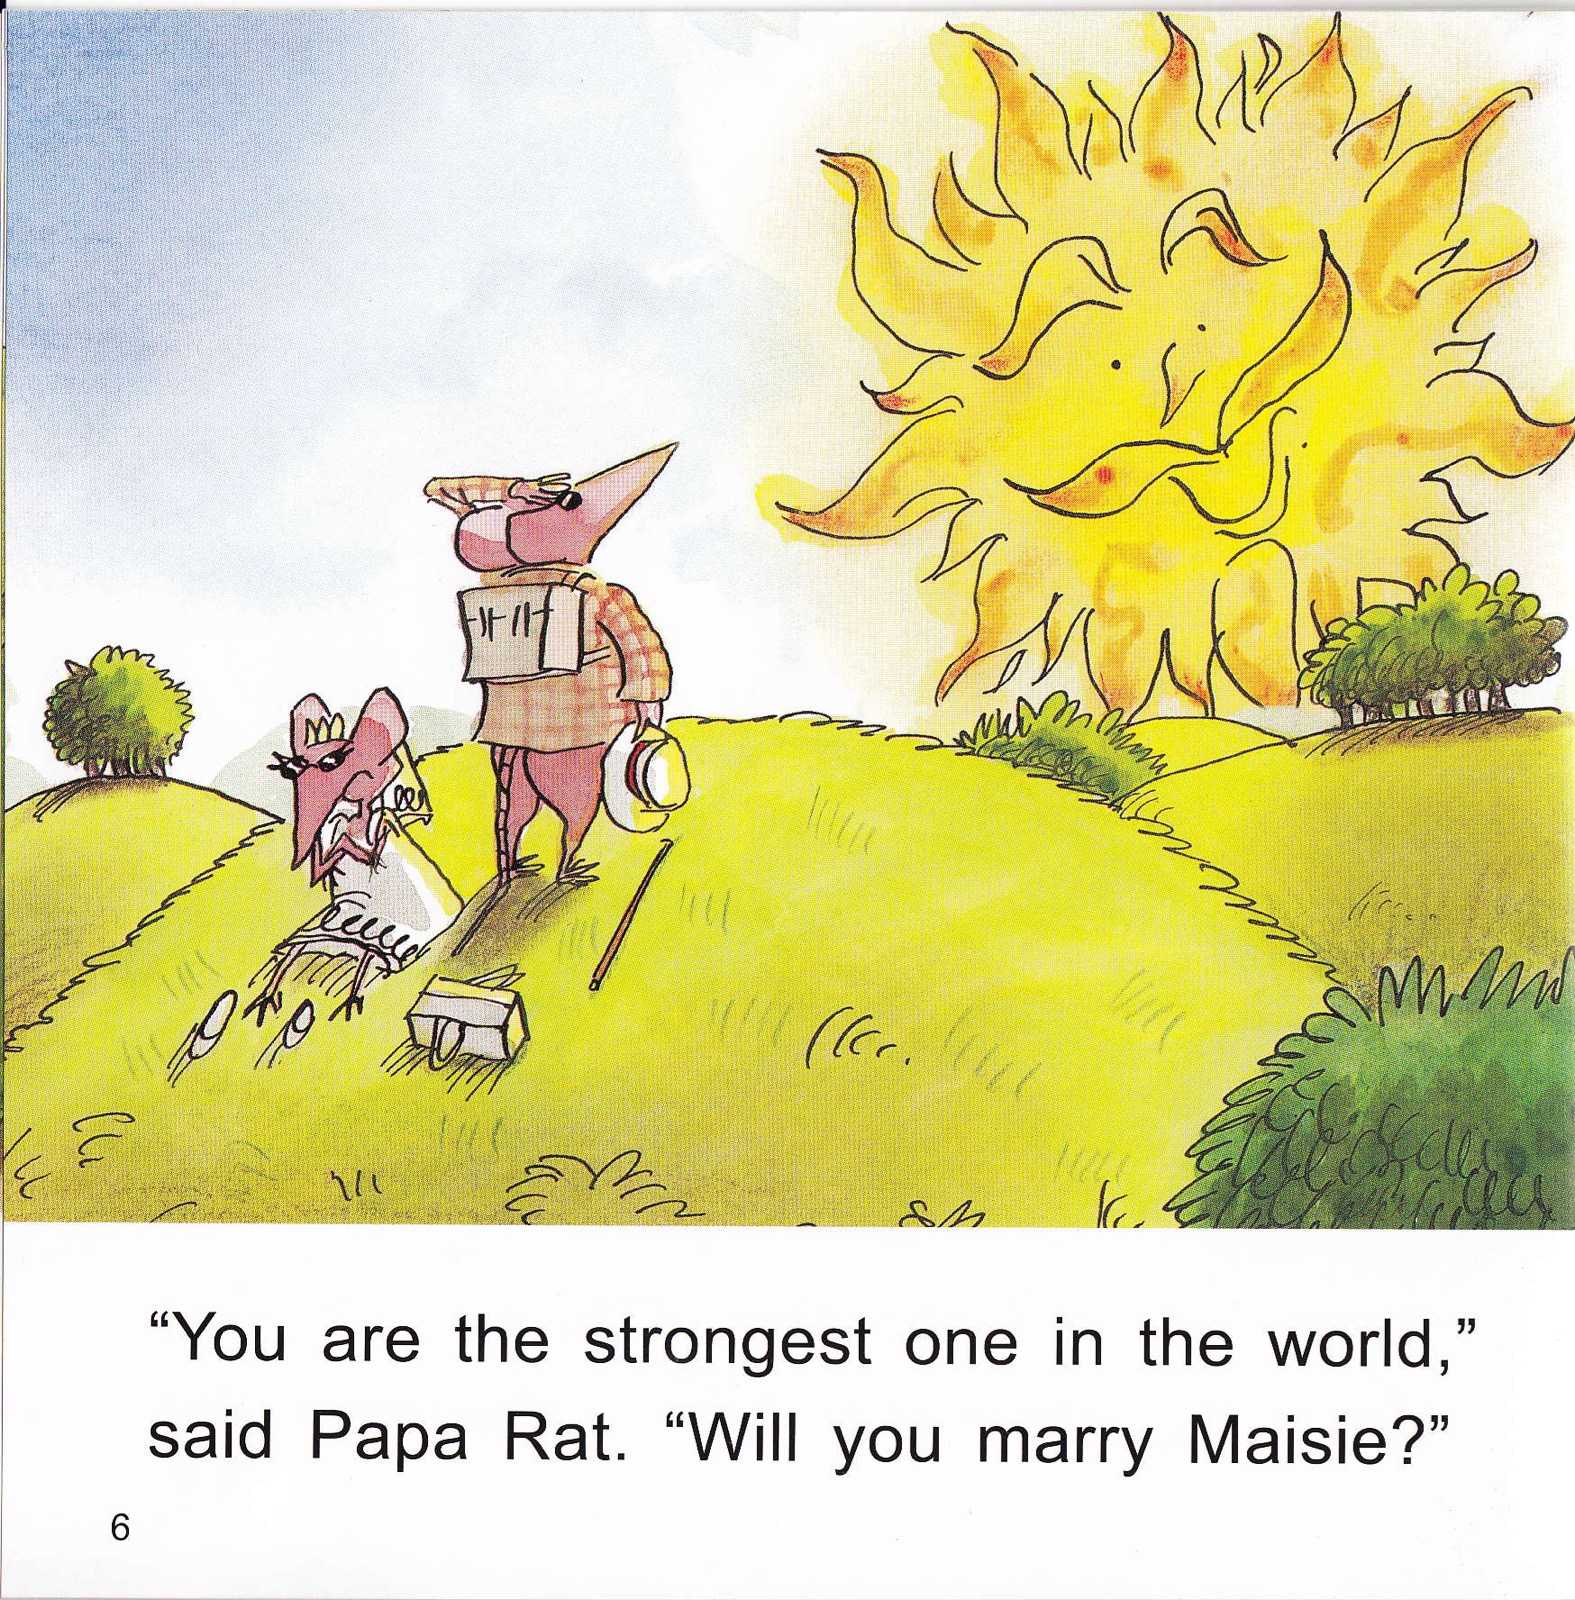 “You are the strongest one in the world,”
said Papa Rat. “Will you marry Maisie?”
6